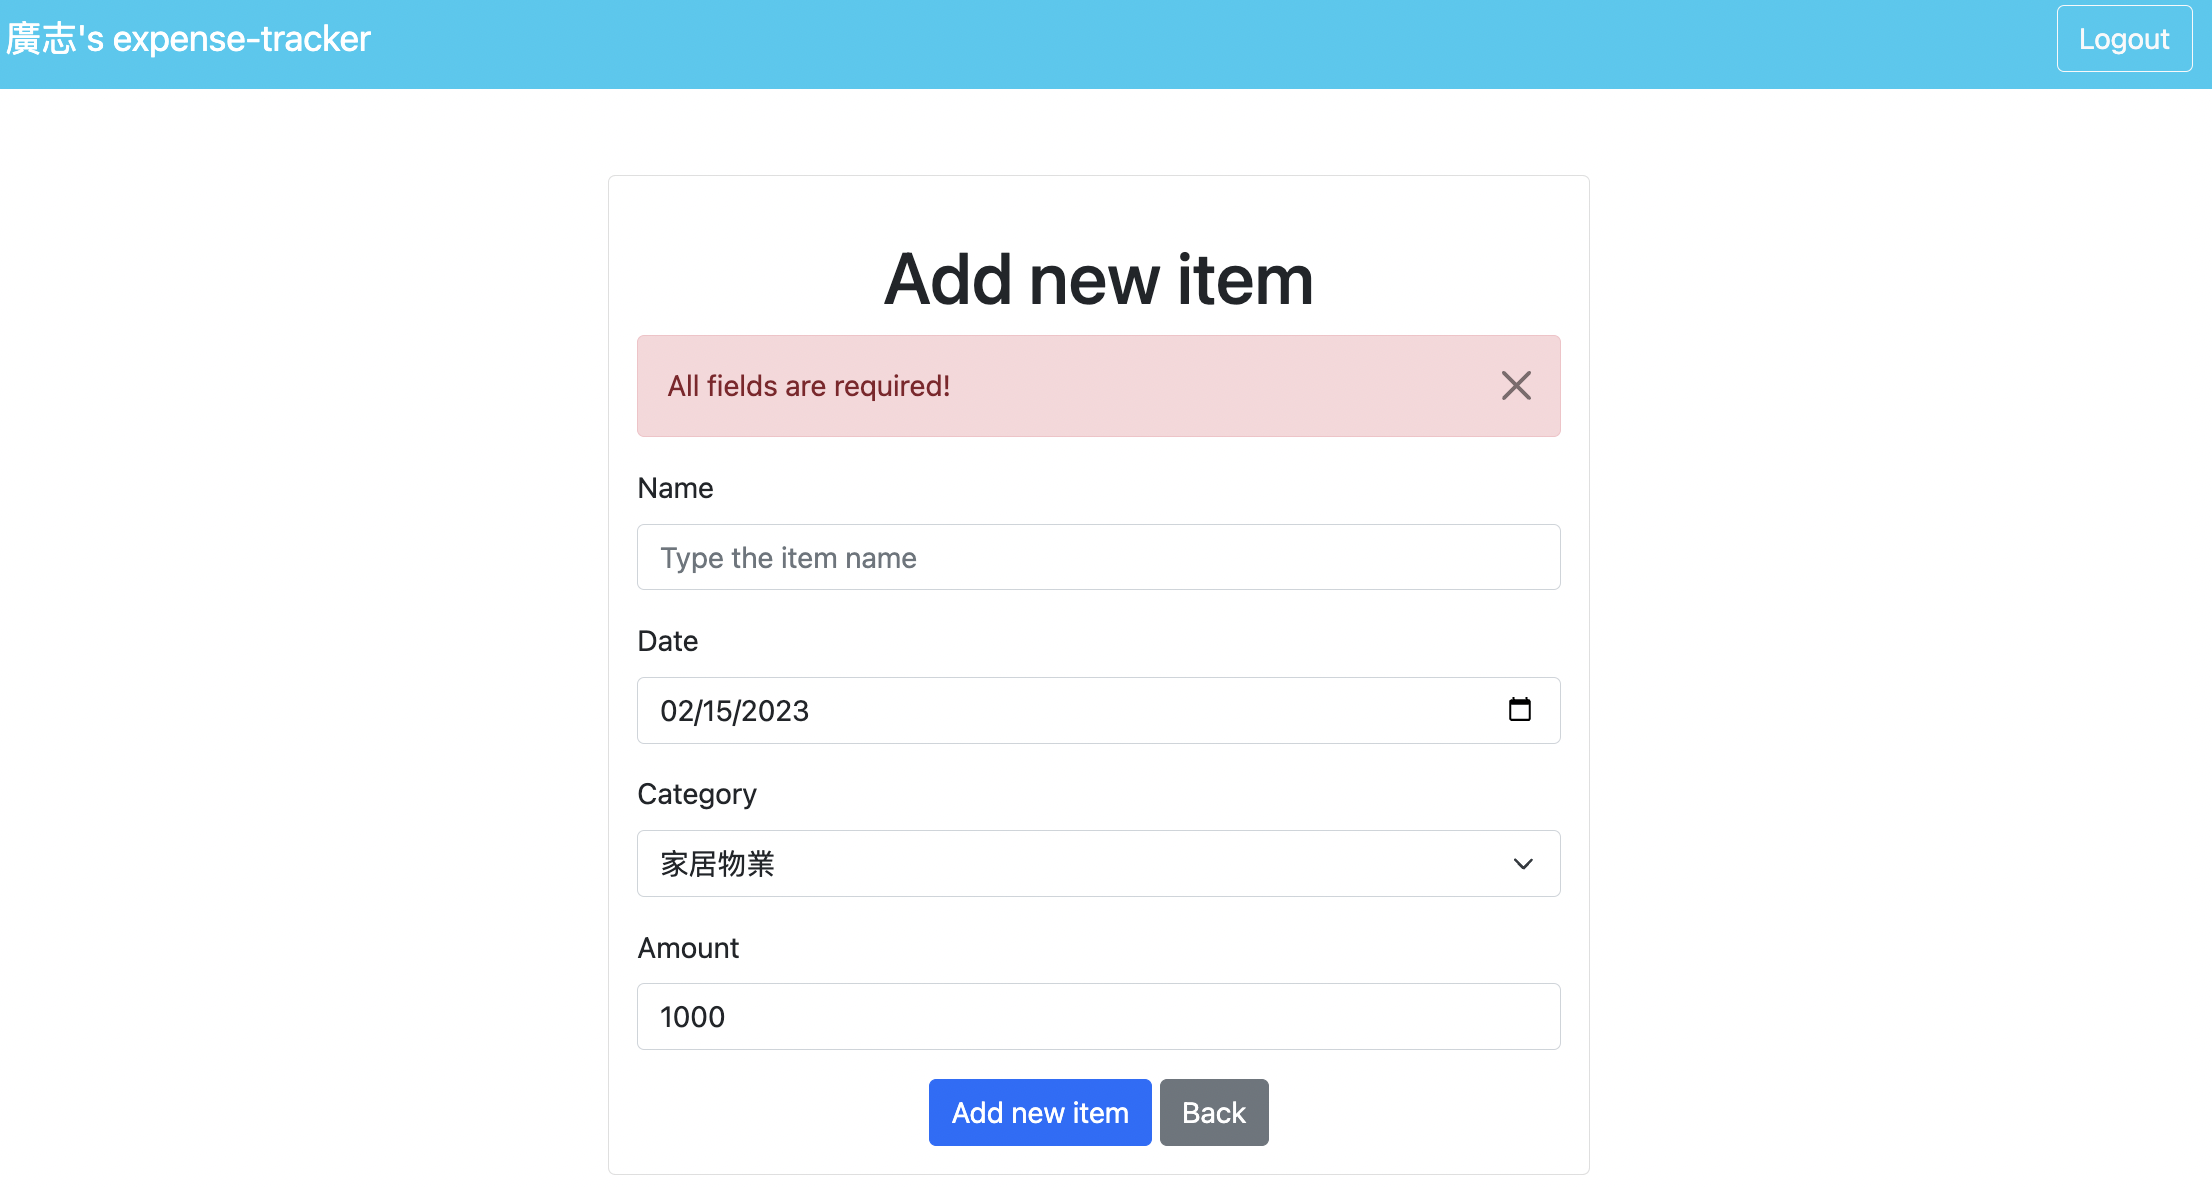 廣志's expense-tracker
Logout
Add new item
All fields are required!
Name
Type the item name
Date
02/15/2023
Category
家居物業
Amount
1000
Add new item
Back